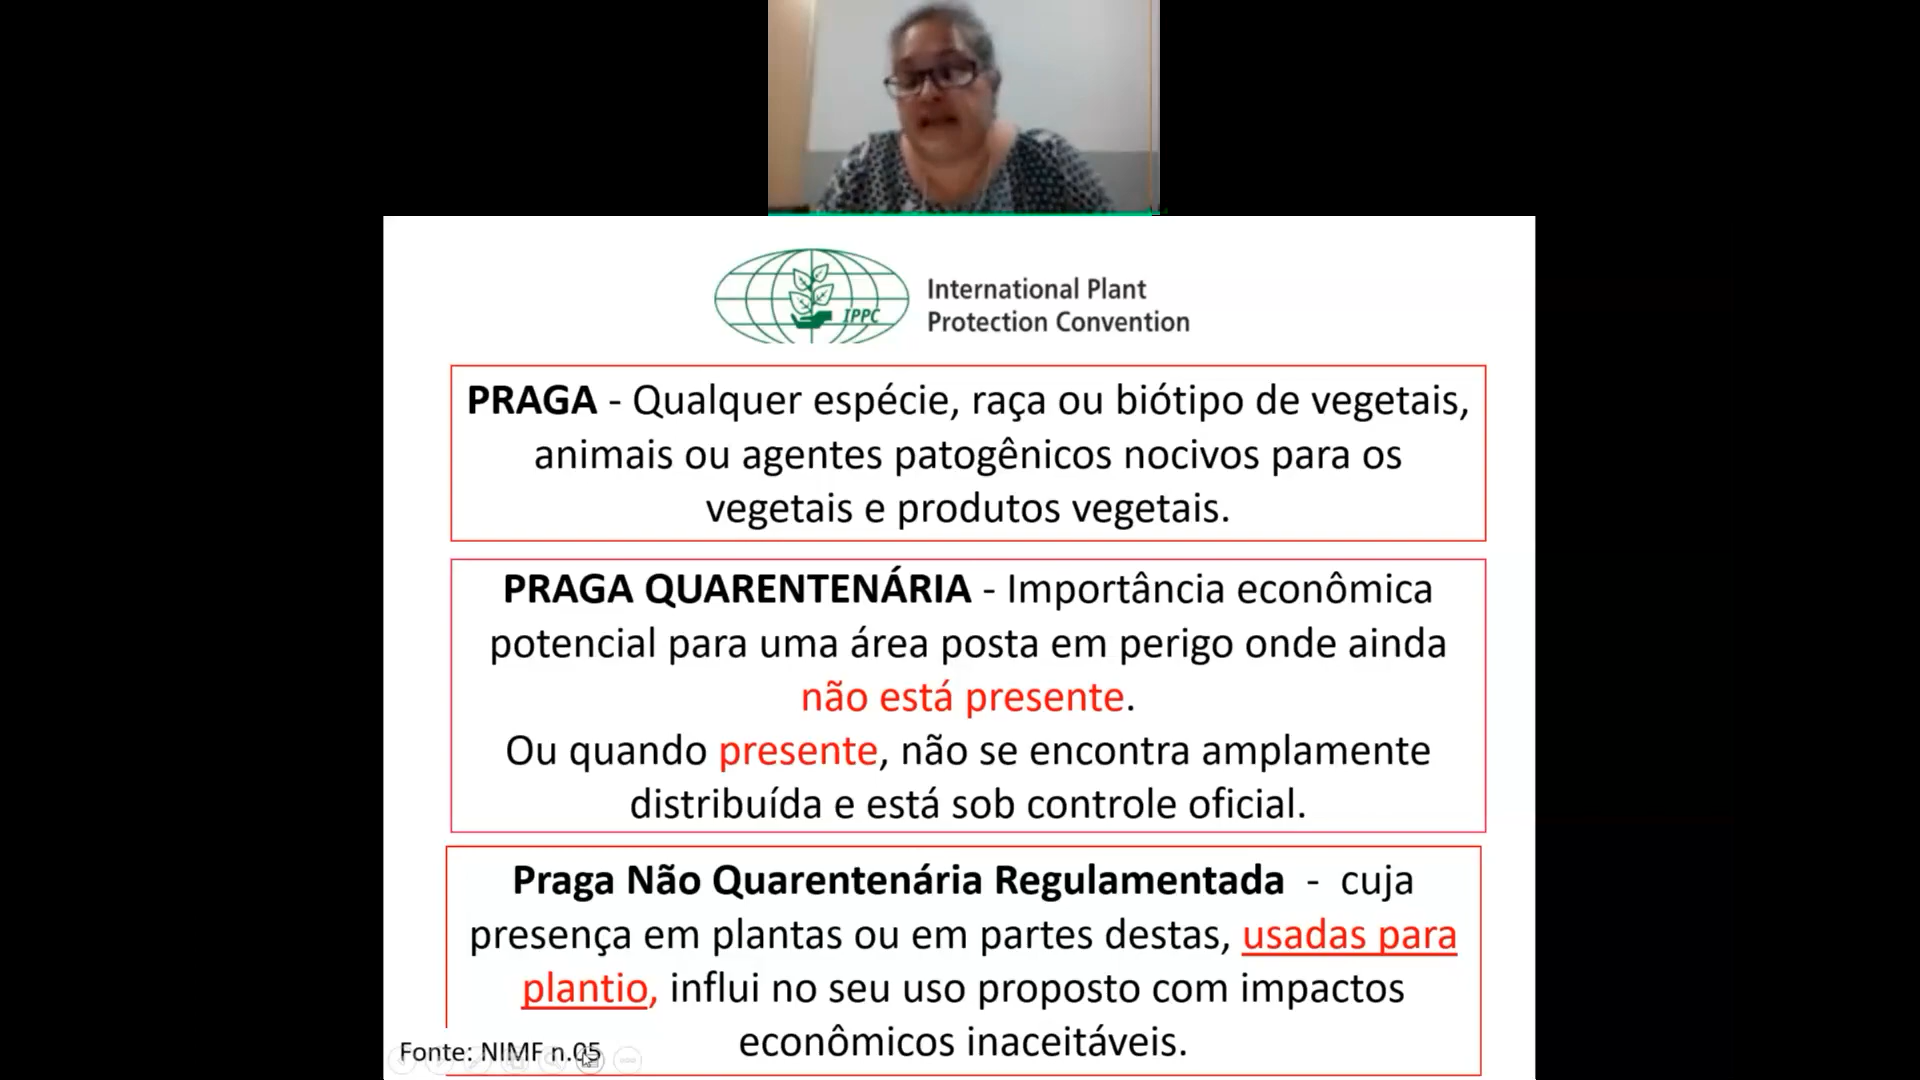 IPPC
International Plant
Protection Convention
PRAGA - Qualquer espécie, raça ou biótipo de vegetais,
animais ou agentes patogênicos nocivos para os
vegetais e produtos vegetais.
PRAGA QUARENTENÁRIA - Importância econômica
potencial para uma área posta em perigo onde ainda
não está presente.
Ou quando presente, não se encontra amplamente
distribuída e está sob controle oficial.
Praga Não Quarentenária Regulamentada - cuja
presença em plantas ou em partes destas, usadas para
plantio, influi no seu uso proposto com impactos
econômicos inaceitáveis.
Fonte: NIMF n.05